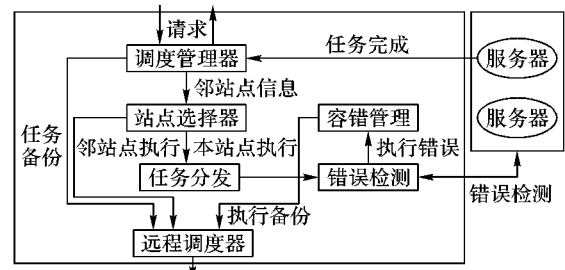 请求
任务完成
调度管理器
服务器
邻站点信息
站点选择器
容错管理
服务器
任务
备份
邻站点执行
本站点执行
执行错误
任务分发
错误检测
错误检测
执行备份
远程调度器